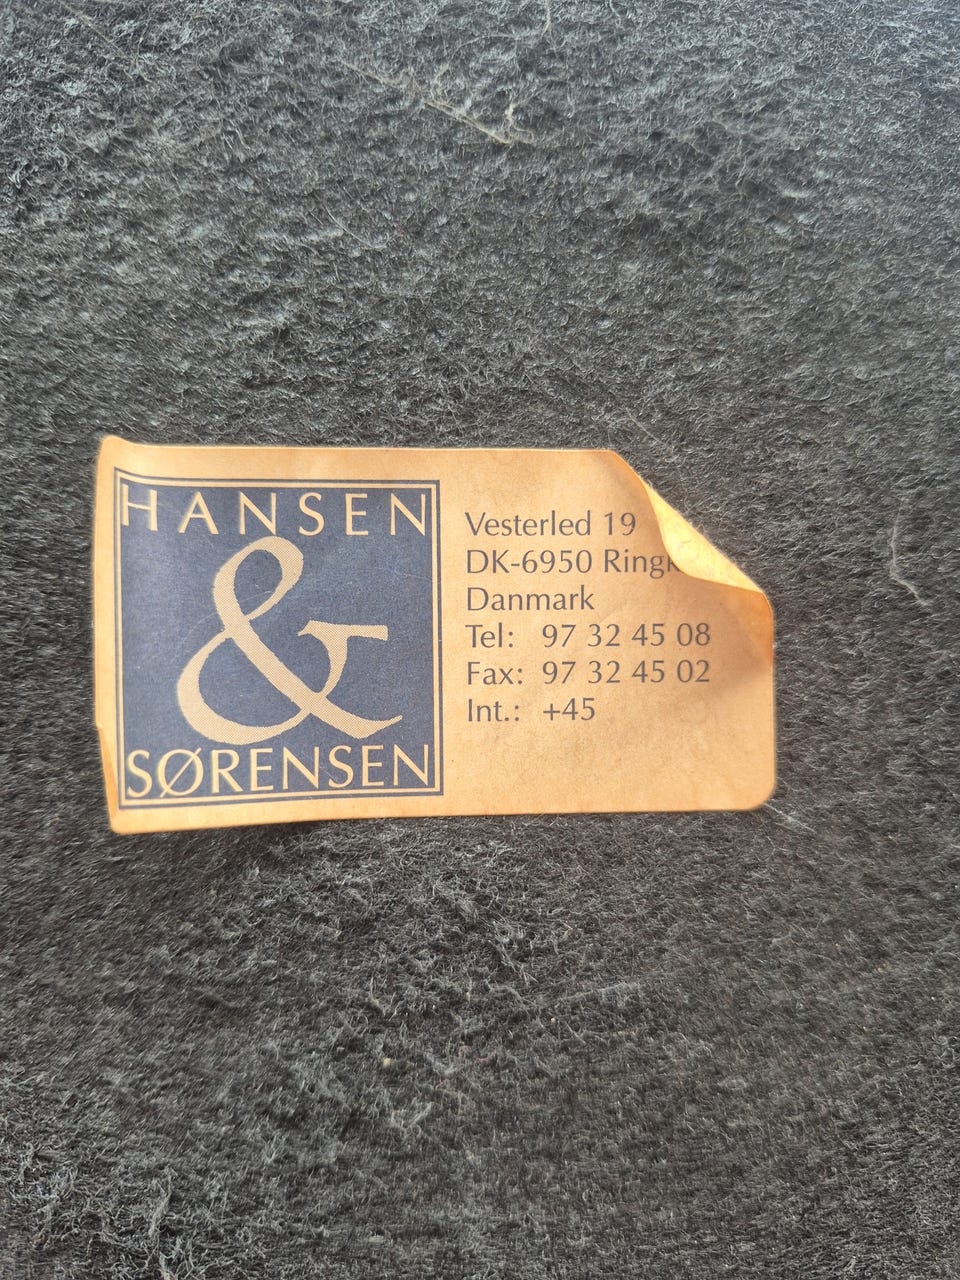 HANSEN
&
SØRENSEN
Vesterled 19
DK-6950
Danmark
Tel: 97 32 45 08
Fax: 97 32 45 02
Int.: +45